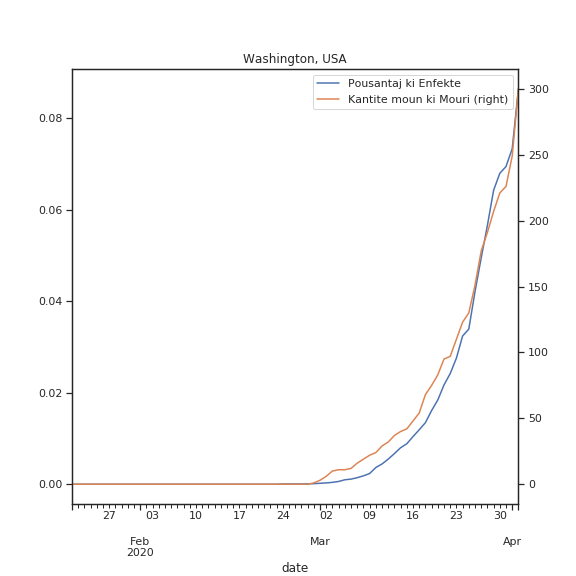 Washington, USA
Pousantaj ki Enfekte
Kantite moun ki Mouri (right)
0.08
0.06
0.04
0.02
0.00
300
250
200
150
100
50
0
27 03 10 17 24 02 09 16 23 30
Feb Mar Apr
2020
date